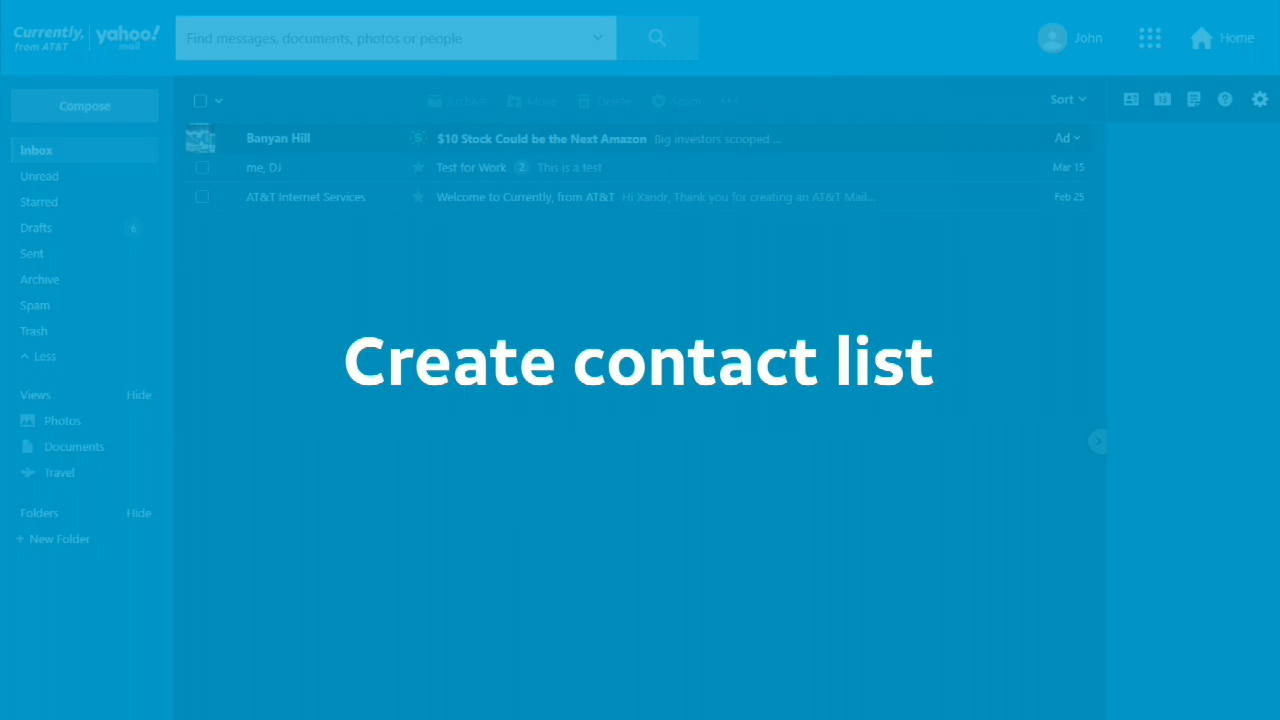 Currently,
from AT&T
yahoo!
mail
Find messages, documents, photos or people
John
Home
Compose
Archive
Move
Delete
Spam
Sort
Inbox
Banyan Hill
$10 Stock Could be the Next Amazon Big investors scooped ...
Ad
Unread
me, DJ
Test for Work 2 This is a test
Mar 15
Starred
AT&T Internet Services
Welcome to Currently, from AT&T Hi Xandr, Thank you for creating an AT&T Mail...
Feb 25
Drafts 6
Sent
Archive
Spam
Trash
Less
Create contact list
Views Hide
Photos
Documents
Travel
Folders Hide
+ New Folder